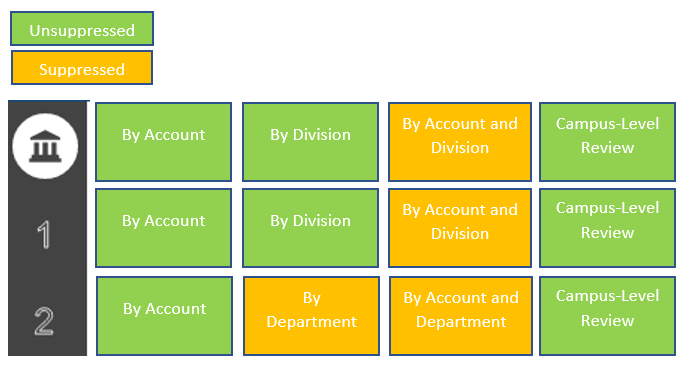 Unsuppressed
Suppressed
By Account
By Division
By Account and
Division
Campus-Level
Review
1
By Account
By Division
By Account and
Division
Campus-Level
Review
2
By Account
By
Department
By Account and
Department
Campus-Level
Review